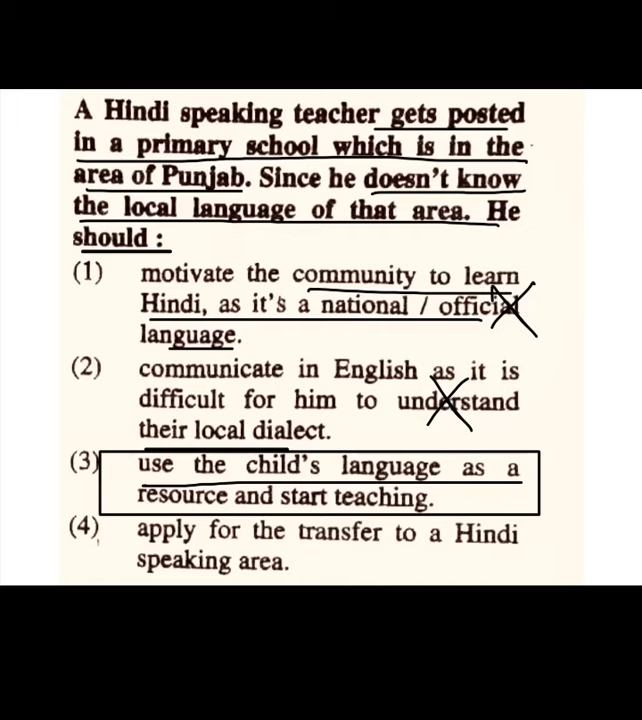 A Hindi speaking teacher gets posted
in a primary school which is in the
area of Punjab. Since he doesn't know
the local language of that area. He
should :
(1) motivate the community to learn
Hindi, as it's a national / official
language.
(2) communicate in English as it is
difficult for him to understand
their local dialect.
(3) use the child's language as a
resource and start teaching.
(4) apply for the transfer to a Hindi
speaking area.